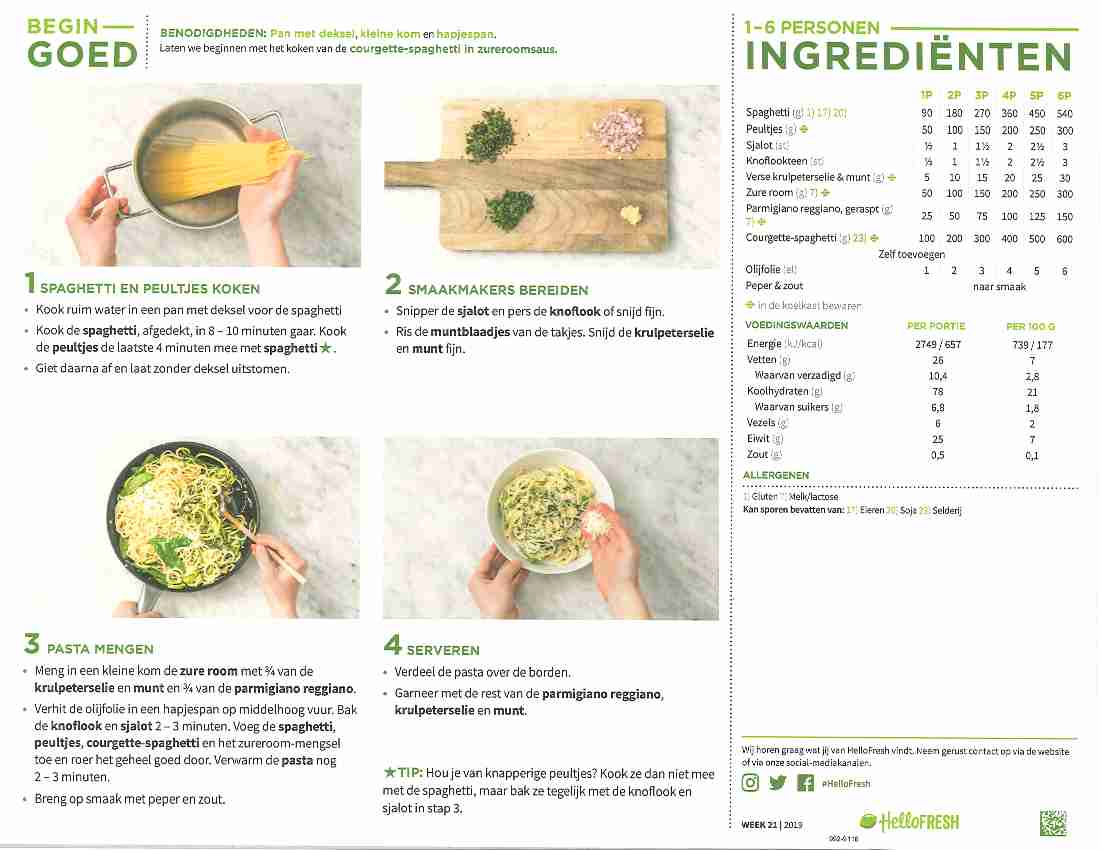 BEGIN
GOED
BENODIGDHEDEN: Pan met deksel, kleine kom en hapjespan.
Laten we beginnen met het koken van de courgette-spaghetti in zureroomsaus.
1 SPAGHETTI EN PEULTJES KOKEN
• Kook ruim water in een pan met deksel voor de spaghetti
• Kook de spaghetti, afgedekt, in 8 – 10 minuten gaar. Kook
de peultjes de laatste 4 minuten mee met spaghetti★.
• Giet daarna af en laat zonder deksel uitstomen.
2 SMAAKMAKERS BEREIDEN
• Snipper de sjalot en pers de knoflook of snijd fijn.
• Ris de muntblaadjes van de takjes. Snijd de krulpeterselie
en munt fijn.
3 PASTA MENGEN
• Meng in een kleine kom de zure room met ¾ van de
krulpeterselie en munt en ¾ van de parmigiano reggiano.
• Verhit de olijfolie in een hapjespan op middelhoog vuur. Bak
de knoflook en sjalot 2 – 3 minuten. Voeg de spaghetti,
peultjes, courgette-spaghetti en het zureroom-mengsel
toe en roer het geheel goed door. Verwarm de pasta nog
2 – 3 minuten.
• Breng op smaak met peper en zout.
4 SERVEREN
• Verdeel de pasta over de borden.
• Garneer met de rest van de parmigiano reggiano,
krulpeterselie en munt.
★TIP: Hou je van knapperige peultjes? Kook ze dan niet mee
met de spaghetti, maar bak ze tegelijk met de knoflook en
sjalot in stap 3.
1–6 PERSONEN
INGREDIËNTEN
1P 2P 3P 4P 5P 6P
Spaghetti (g) 1) 17) 20) 90 180 270 360 450 540
Peultjes (g) 50 100 150 200 250 300
Sjalot (st) ½ 1 1½ 2 2½ 3
Knoflookteen (st) ½ 1 1½ 2 2½ 3
Verse krulpeterselie & munt (g) 5 10 15 20 25 30
Zure room (g) 7) 50 100 150 200 250 300
Parmigiano reggiano, geraspt (g)
7) 25 50 75 100 125 150
Courgette-spaghetti (g) 23) 100 200 300 400 500 600
Zelf toevoegen
Olijfolie (el) 1 2 3 4 5 6
Peper & zout naar smaak
in de koelkast bewaren
VOEDINGSWAARDEN PER PORTIE PER 100 G
Energie (kJ/kcal) 2749 / 657 739 / 177
Vetten (g) 26 7
Waarvan verzadigd (g) 10,4 2,8
Koolhydraten (g) 78 21
Waarvan suikers (g) 6,8 1,8
Vezels (g) 6 2
Eiwit (g) 25 7
Zout (g) 0,5 0,1
ALLERGENEN
1) Gluten 7) Melk/lactose
Kan sporen bevatten van: 17) Eieren 20) Soja 23) Selderij
Wij horen graag wat jij van HelloFresh vindt. Neem gerust contact op via de website
of via onze social-mediakanalen.
#HelloFresh
WEEK 21 | 2019
HelloFRESH